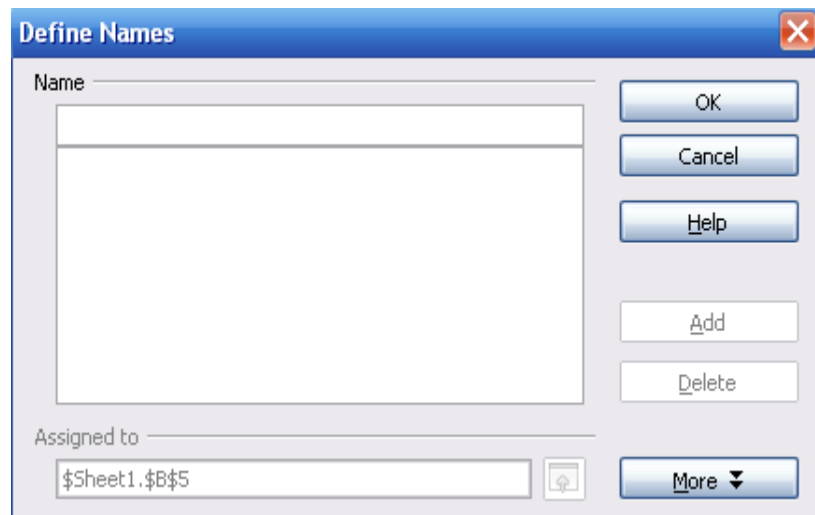 Define Names
Name
OK
Cancel
Help
Add
Delete
Assigned to
$Sheet1.$B$5
More